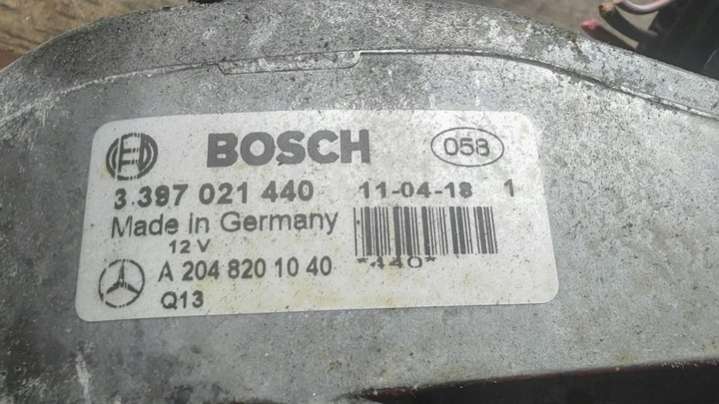 BOSCH 058
3 397 021 440 11-04-18 1
Made in Germany
12 V
*440*
A 204 820 10 40
Q13